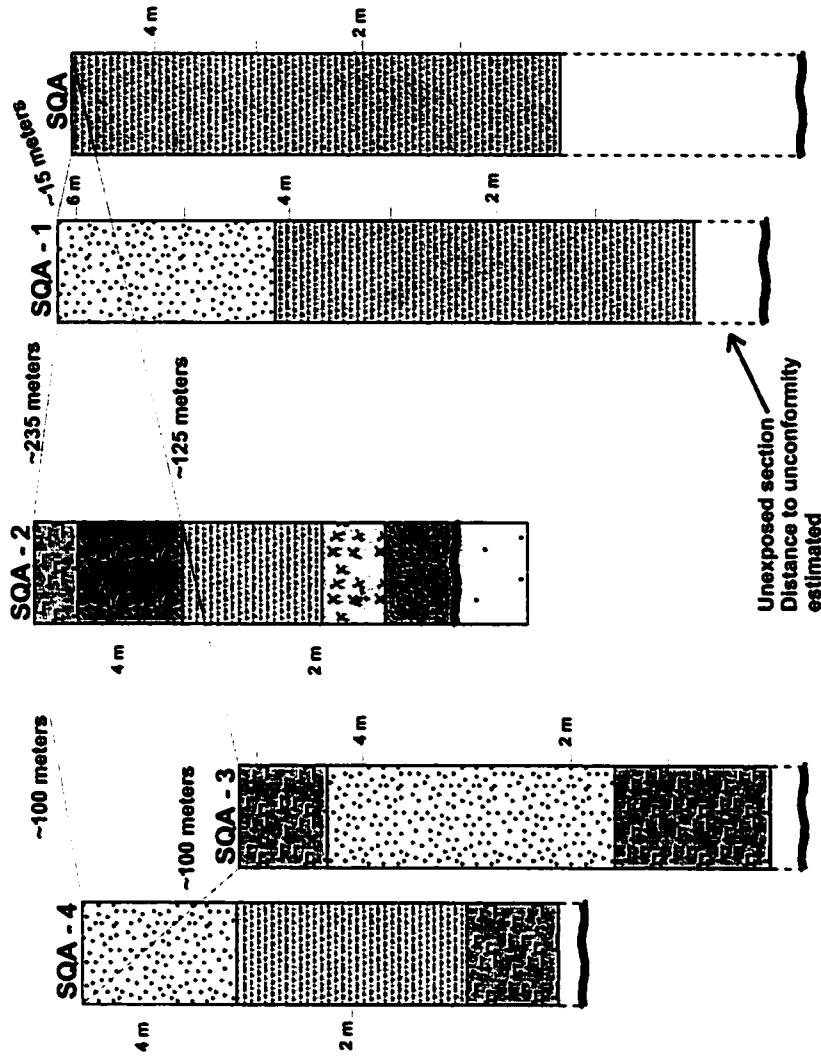 SQA - 4
4 m
2 m
~100 meters
~100 meters
SQA - 3
4 m
2 m
SQA - 2
4 m
2 m
~235 meters
~125 meters
SQA - 1
6 m
4 m
2 m
~15 meters
SQA
4 m
2 m
Unexposed section
Distance to unconformity
estimated